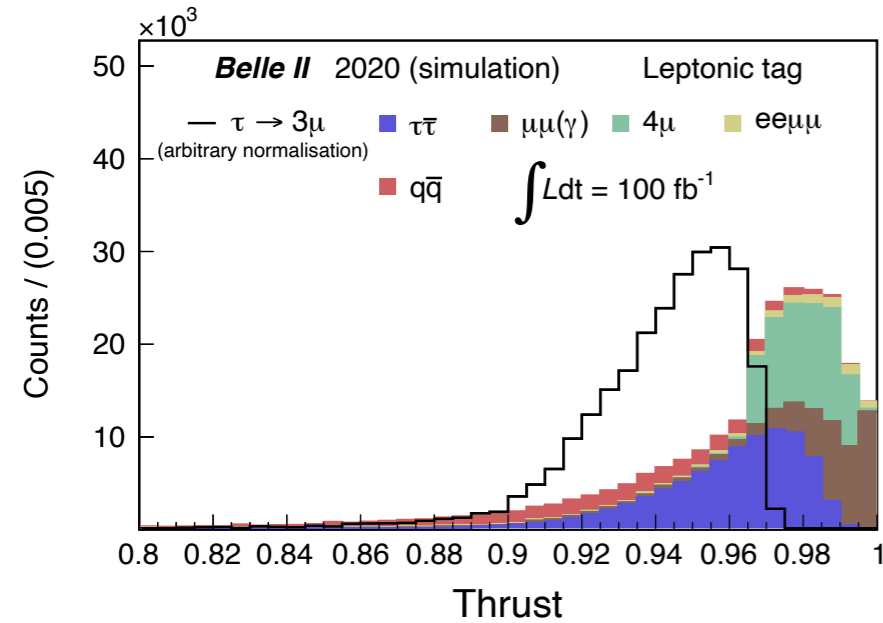 ×10³
Belle II 2020 (simulation) Leptonic tag
τ → 3μ
(arbitrary normalisation)
ττ̅
μμ(γ)
4μ
eeμμ
qq̅
∫Ldt = 100 fb⁻¹
Counts / (0.005)
50
40
30
20
10
0.8 0.82 0.84 0.86 0.88 0.9 0.92 0.94 0.96 0.98 1
Thrust